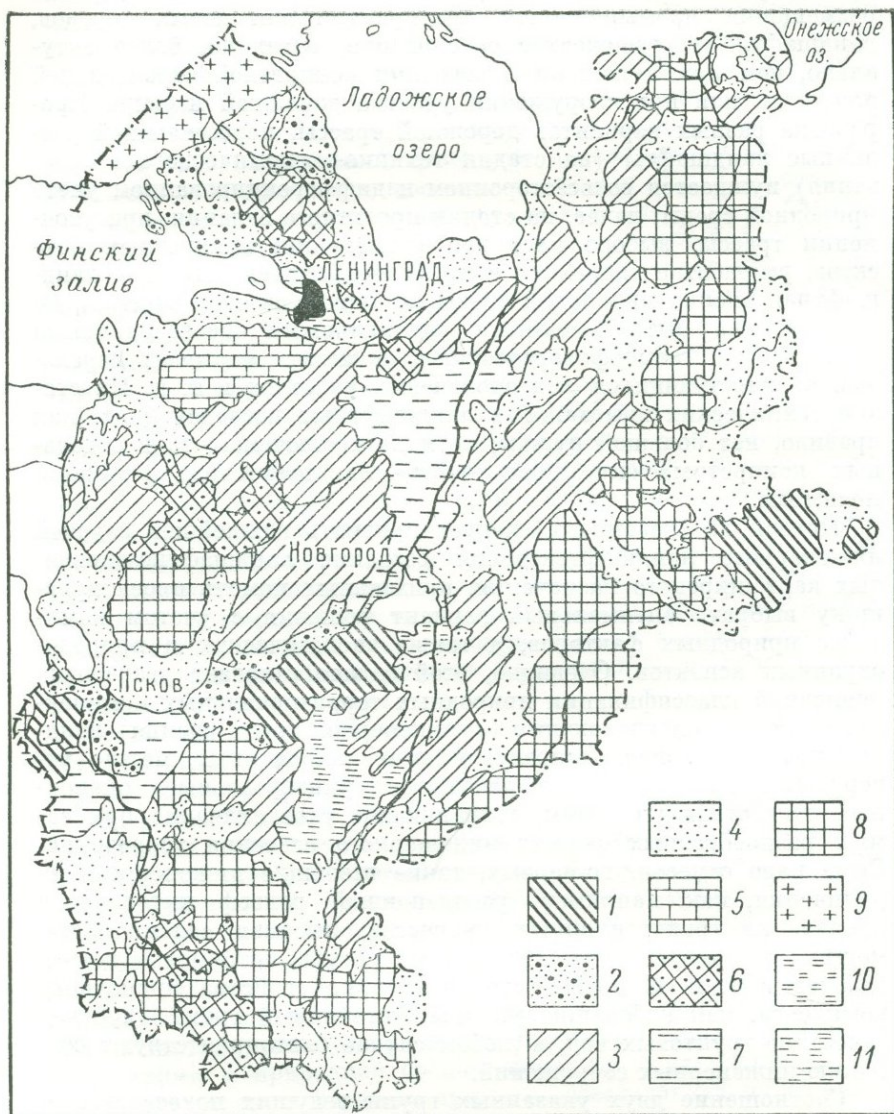 Онежское
оз.
Ладожское
озеро
Финский
залив
ЛЕНИНГРАД
Новгород
Псков
4 8
1 5 9
2 6 10
3 7 11